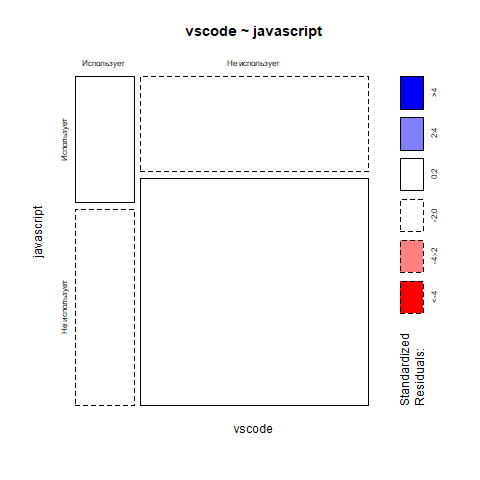 vscode ~ javascript
Использует
Не использует
Использует
Не использует
javascript
vscode
>4
2:4
0:2
-2:0
-4:-2
<-4
Standardized
Residuals: